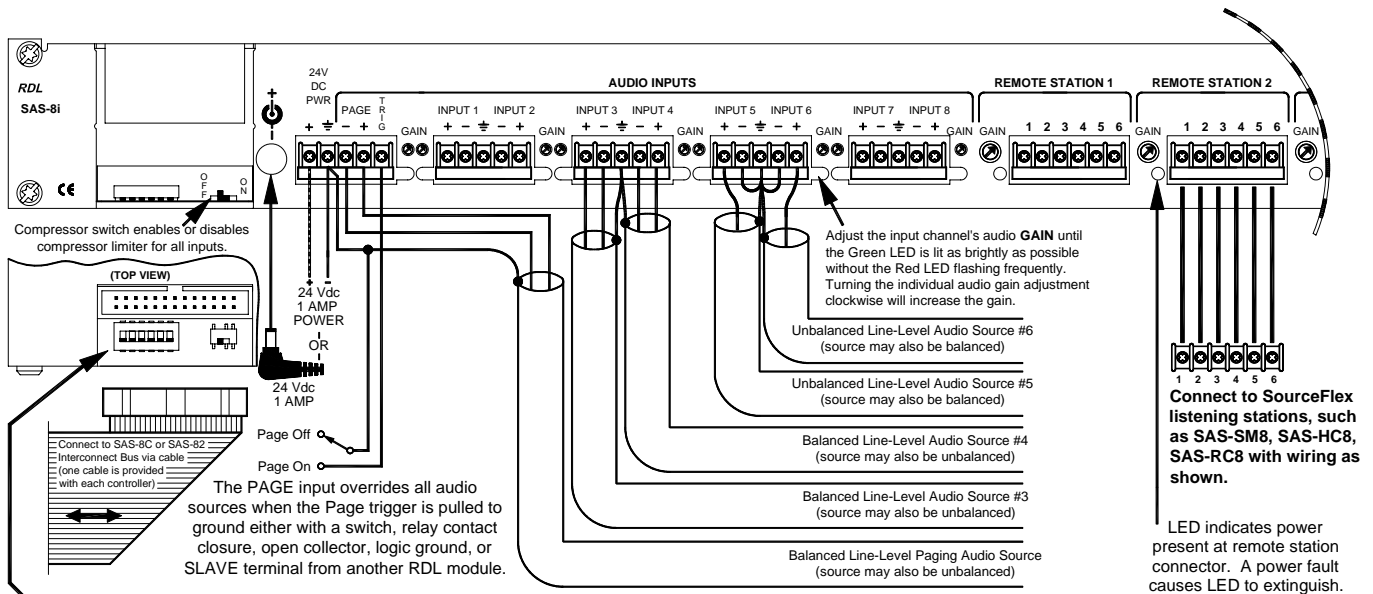 RDL
SAS-8i
CE
OFF
ON
Compressor switch enables or disables
compressor limiter for all inputs.
(TOP VIEW)
Connect to SAS-8C or SAS-82
Interconnect Bus via cable
(one cable is provided
with each controller)
+
−
24V
DC
PWR
PAGE
TRIG
+ − + 
AUDIO INPUTS
GAIN
INPUT 1 INPUT 2
+ − − +
GAIN
INPUT 3 INPUT 4
+ − − +
GAIN
INPUT 5 INPUT 6
+ − − +
GAIN
INPUT 7 INPUT 8
+ − − +
GAIN
REMOTE STATION 1
GAIN
1 2 3 4 5 6
REMOTE STATION 2
GAIN
1 2 3 4 5 6
GAIN
+ −
24 Vdc
1 AMP
POWER
OR
24 Vdc
1 AMP
Page Off
Page On
The PAGE input overrides all audio
sources when the Page trigger is pulled to
ground either with a switch, relay contact
closure, open collector, logic ground, or
SLAVE terminal from another RDL module.
Adjust the input channel's audio GAIN until
the Green LED is lit as brightly as possible
without the Red LED flashing frequently.
Turning the individual audio gain adjustment
clockwise will increase the gain.
Unbalanced Line-Level Audio Source #6
(source may also be balanced)
Unbalanced Line-Level Audio Source #5
(source may also be balanced)
Balanced Line-Level Audio Source #4
(source may also be unbalanced)
Balanced Line-Level Audio Source #3
(source may also be unbalanced)
Balanced Line-Level Paging Audio Source
(source may also be unbalanced)
1 2 3 4 5 6
Connect to SourceFlex
listening stations, such
as SAS-SM8, SAS-HC8,
SAS-RC8 with wiring as
shown.
LED indicates power
present at remote station
connector. A power fault
causes LED to extinguish.